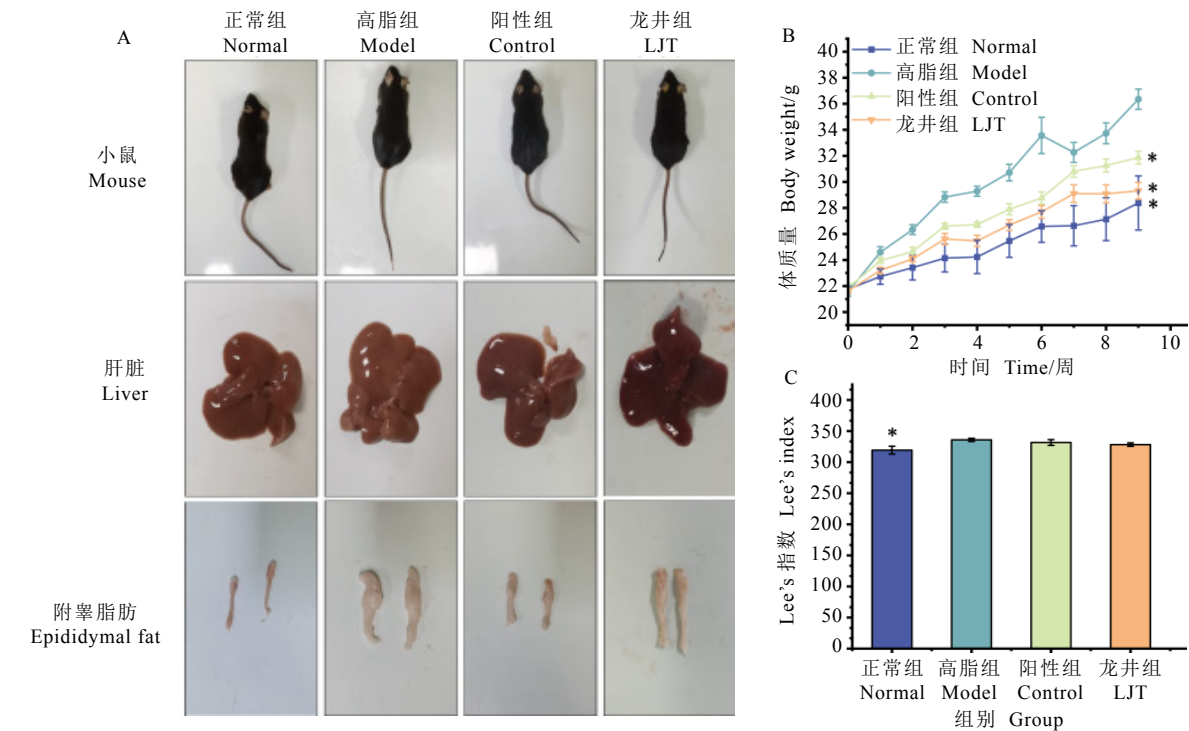 A
正常组
Normal
高脂组
Model
阳性组
Control
龙井组
LJT
小鼠
Mouse
肝脏
Liver
附睾脂肪
Epididymal fat
B
体质量 Body weight/g
40
38
36
34
32
30
28
26
24
22
20
正常组 Normal
高脂组 Model
阳性组 Control
龙井组 LJT
*
*
*
0 2 4 6 8 10
时间 Time/周
C
Lee's 指数 Lee's index
400
350
300
250
200
150
100
50
0
*
正常组 高脂组 阳性组 龙井组
Normal Model Control LJT
组别 Group